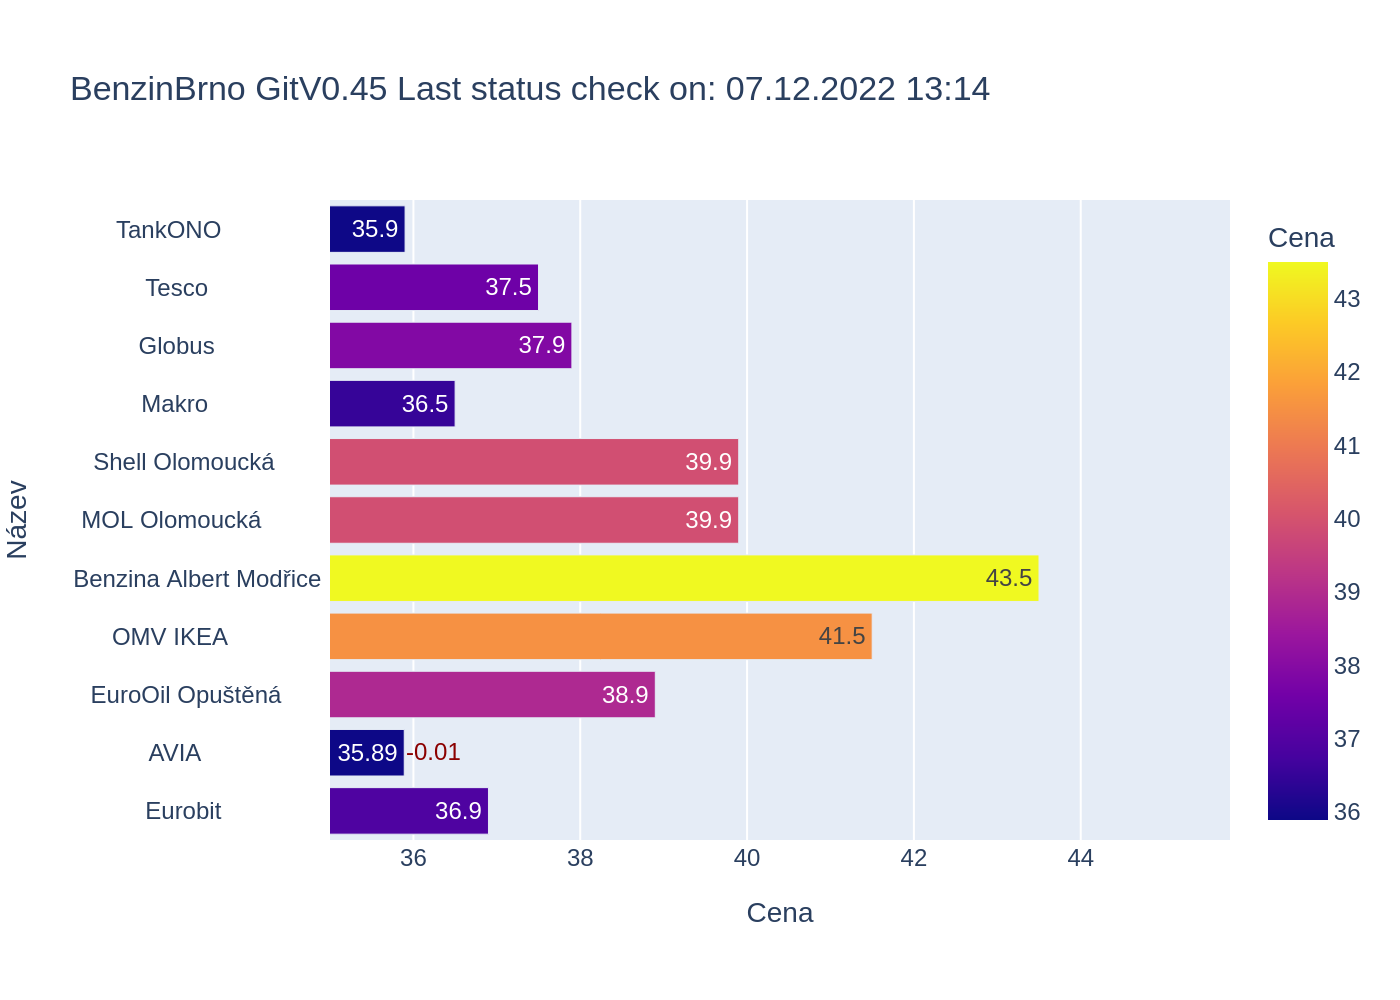 BenzinBrno GitV0.45 Last status check on: 07.12.2022 13:14
Název
TankONO 35.9
Tesco 37.5
Globus 37.9
Makro 36.5
Shell Olomoucká 39.9
MOL Olomoucká 39.9
Benzina Albert Modřice 43.5
OMV IKEA 41.5
EuroOil Opuštěná 38.9
AVIA 35.89 -0.01
Eurobit 36.9
36 38 40 42 44
Cena
Cena
43
42
41
40
39
38
37
36